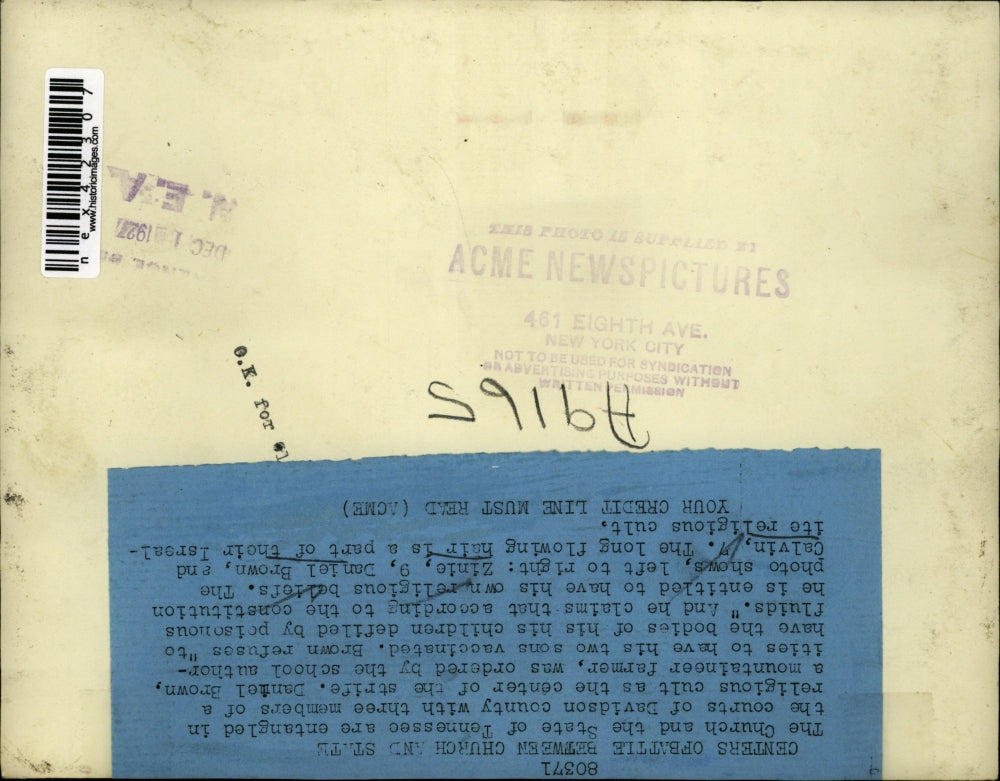 THIS PHOTO IS SUPPLIED BY
ACME NEWSPICTURES
461 EIGHTH AVE.
NEW YORK CITY
NOT TO BE USED FOR SYNDICATION
OR ADVERTISING PURPOSES WITHOUT
WRITTEN PERMISSION
nex42307
www.historicimages.com
N.E.A.
DEC 1 1927
O.K. for
A9165
80371
CENTERS OFBATTLE BETWEEN CHURCH AND STATE
The Church and the State of Tennessee are entangled in
the courts of Davidson county with three members of a
religious cult as the center of the strife. Daniel Brown,
a mountaineer farmer, was ordered by the school author-
ities to have his two sons vaccinated. Brown refuses "to
have the bodies of his his children defiled by poisonous
fluids." And he claims that according to the constitution
he is entitled to have his own religious beliefs. The
photo shows, left to right: Zinie, 9, Daniel Brown, and
Calvin, 7. The long flowing hair is a part of their Isreal-
ite religious cult.
YOUR CREDIT LINE MUST READ (ACME)